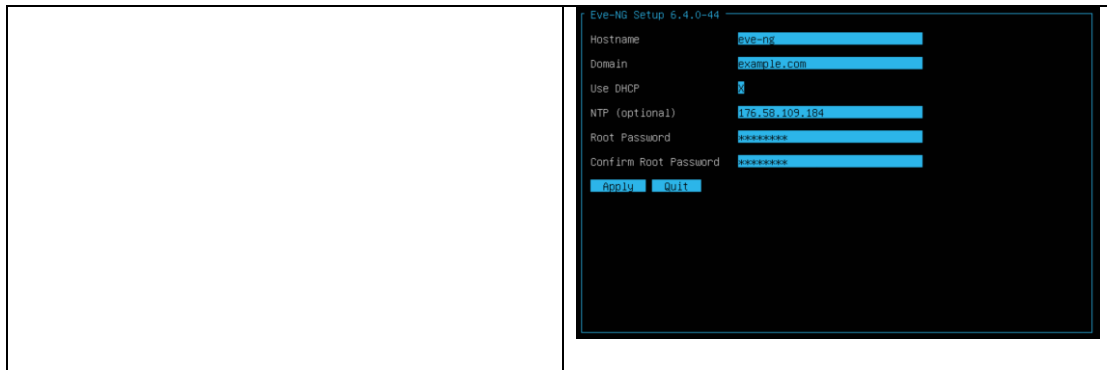 Eve-NG Setup 6.4.0-44
Hostname eve-ng
Domain example.com
Use DHCP X
NTP (optional) 176.58.109.184
Root Password ********
Confirm Root Password ********
Apply Quit